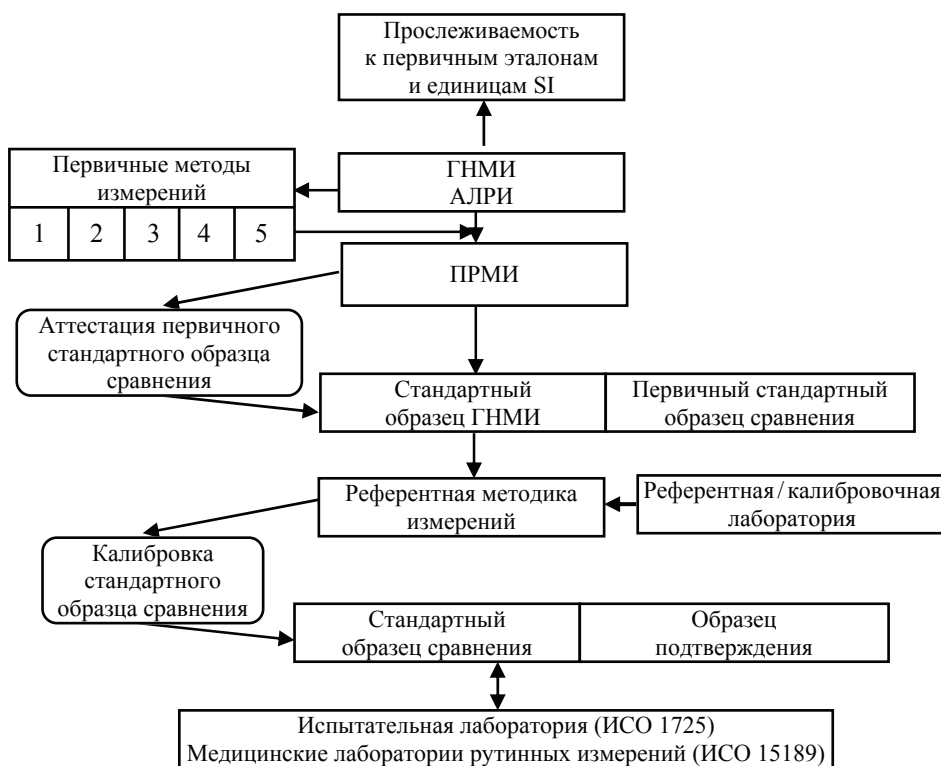 Прослеживаемость
к первичным эталонам
и единицам SI
Первичные методы
измерений
1 2 3 4 5
ГНМИ
АЛРИ
ПРМИ
Аттестация первичного
стандартного образца
сравнения
Стандартный
образец ГНМИ
Первичный стандартный
образец сравнения
Референтная методика
измерений
Референтная / калибровочная
лаборатория
Калибровка
стандартного
образца сравнения
Стандартный
образец сравнения
Образец
подтверждения
Испытательная лаборатория (ИСО 1725)
Медицинские лаборатории рутинных измерений (ИСО 15189)